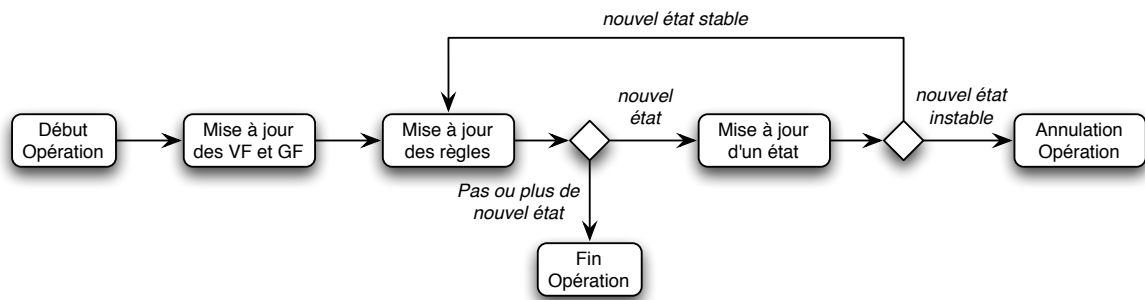 nouvel état stable
Début
Opération
Mise à jour
des VF et GF
Mise à jour
des règles
nouvel
état
Mise à jour
d'un état
nouvel état
instable
Annulation
Opération
Pas ou plus de
nouvel état
Fin
Opération